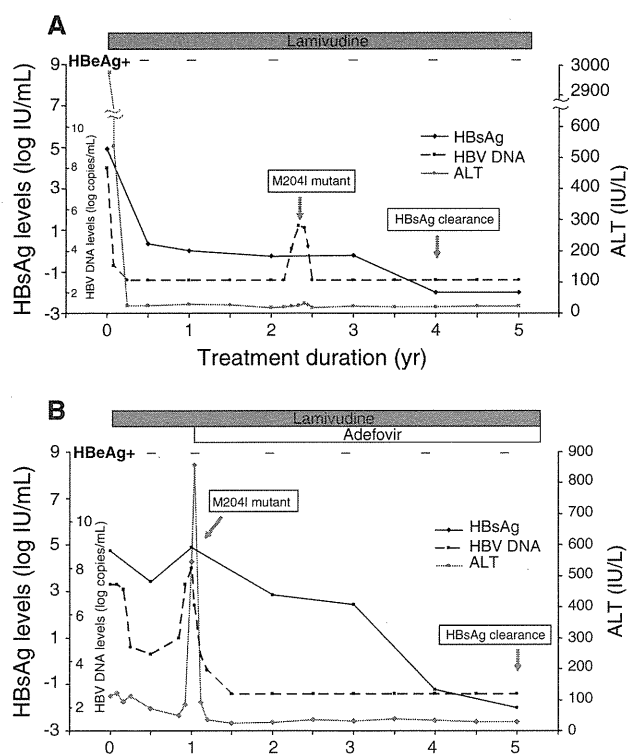 A
Lamivudine
HBeAg+ – – – – – –
HBsAg levels (log IU/mL)
9
7
5
3
1
-1
-3
HBV DNA levels (log copies/mL)
10
8
6
4
2
HBsAg
HBV DNA
ALT
M204I mutant
HBsAg clearance
3000
2900
600
500
400
300
200
100
0
ALT (IU/L)
0 1 2 3 4 5
Treatment duration (yr)
B
Lamivudine
Adefovir
HBeAg+ – – – – – –
HBsAg levels (log IU/mL)
9
7
5
3
1
-1
-3
HBV DNA levels (log copies/mL)
10
8
6
4
2
M204I mutant
HBsAg
HBV DNA
ALT
HBsAg clearance
900
800
700
600
500
400
300
200
100
0
ALT (IU/L)
0 1 2 3 4 5